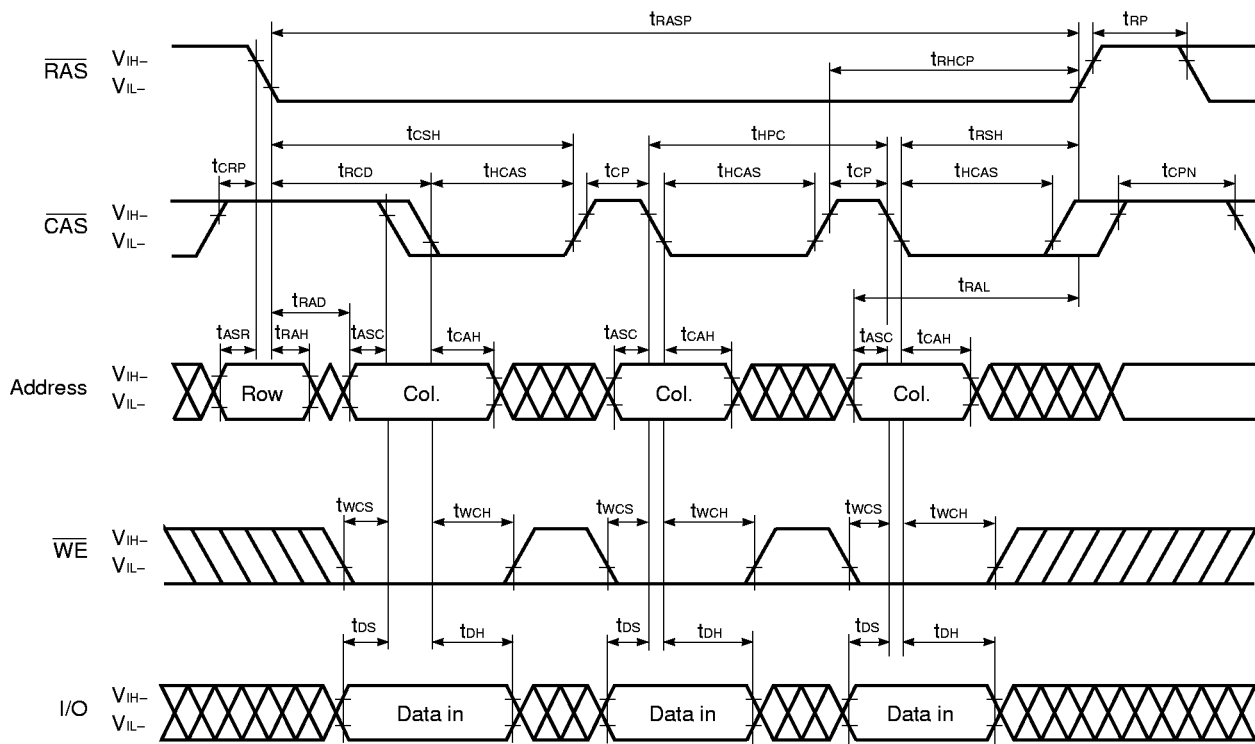 tRASP
tRP
RAS
VIH–
VIL–
tRHCP
tCSH
tHPC
tRSH
tCRP
tRCD
tHCAS
tCP
tHCAS
tCP
tHCAS
tCPN
CAS
VIH–
VIL–
tRAD
tRAL
tASR
tRAH
tASC
tCAH
tASC
tCAH
tASC
tCAH
Address
VIH–
VIL–
Row
Col.
Col.
Col.
tWCS
tWCH
tWCS
tWCH
tWCS
tWCH
WE
VIH–
VIL–
tDS
tDH
tDS
tDH
tDS
tDH
I/O
VIH–
VIL–
Data in
Data in
Data in